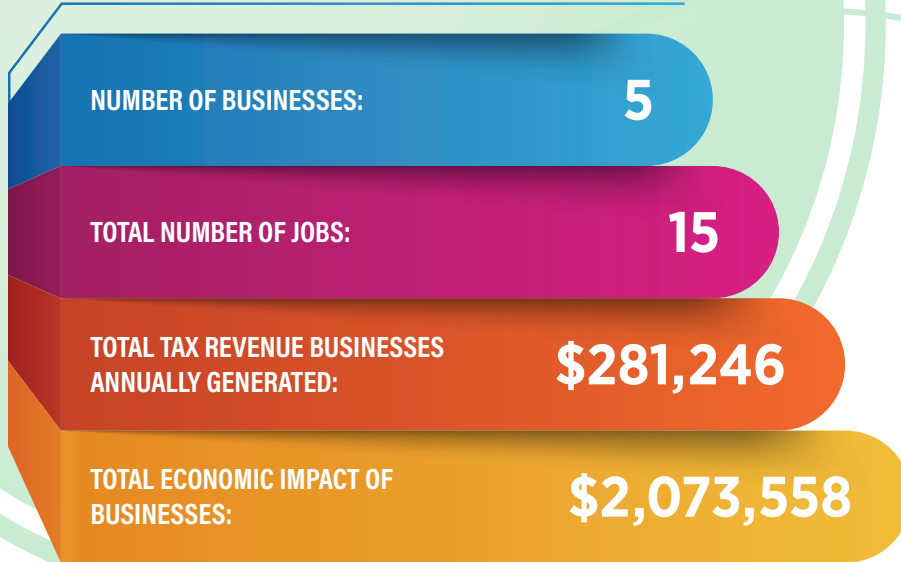 NUMBER OF BUSINESSES: 5
TOTAL NUMBER OF JOBS: 15
TOTAL TAX REVENUE BUSINESSES
ANNUALLY GENERATED: $281,246
TOTAL ECONOMIC IMPACT OF
BUSINESSES: $2,073,558